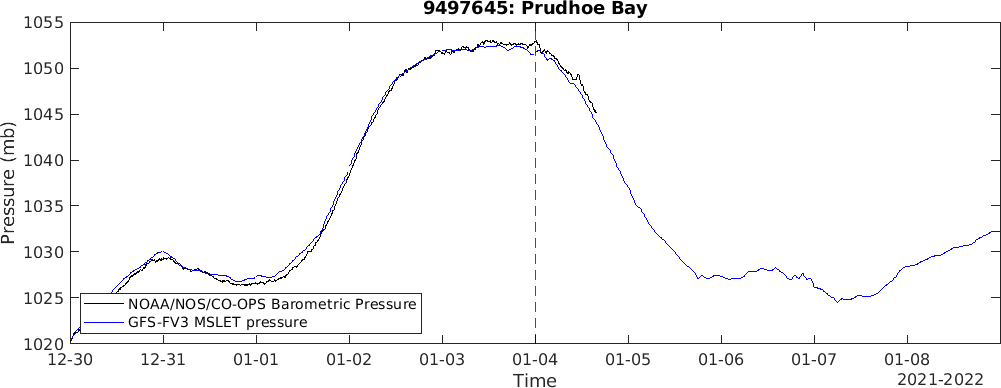 9497645: Prudhoe Bay
Pressure (mb)
1055
1050
1045
1040
1035
1030
1025
1020
NOAA/NOS/CO-OPS Barometric Pressure
GFS-FV3 MSLET pressure
12-30 12-31 01-01 01-02 01-03 01-04 01-05 01-06 01-07 01-08
Time
2021-2022